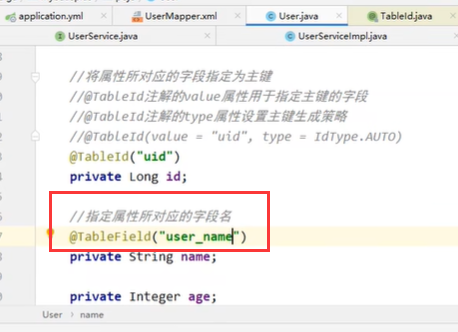 application.yml × UserMapper.xml × User.java × TableId.java ×
UserService.java × UserServiceImpl.java ×
//将属性所对应的字段指定为主键
//@TableId注解的value属性用于指定主键的字段
//@TableId注解的type属性设置主键生成策略
//@TableId(value = "uid", type = IdType.AUTO)
@TableId("uid")
private Long id;
//指定属性所对应的字段名
@TableField("user_name")
private String name;
private Integer age;
User › name